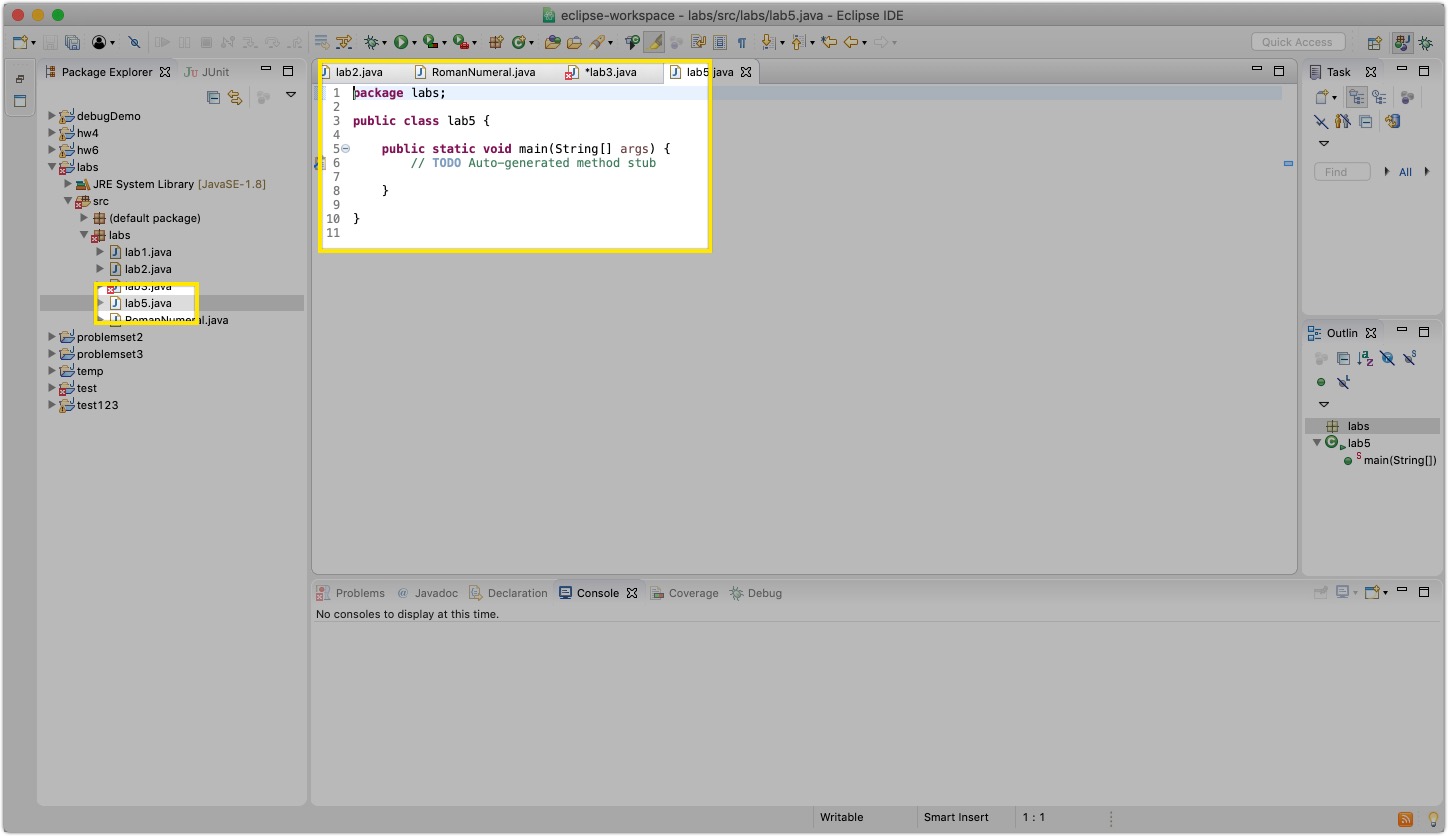 eclipse-workspace - labs/src/labs/lab5.java - Eclipse IDE
Quick Access
Package Explorer
JUnit
debugDemo
hw4
hw6
labs
JRE System Library [JavaSE-1.8]
src
(default package)
labs
lab1.java
lab2.java
lab3.java
lab5.java
RomanNumeral.java
problemset2
problemset3
temp
test
test123
lab2.java RomanNumeral.java *lab3.java lab5.java
1 package labs;
2
3 public class lab5 {
4
5 public static void main(String[] args) {
6 // TODO Auto-generated method stub
7
8 }
9
10 }
11
Task
Find All
Outlin
labs
lab5
main(String[])
Problems @ Javadoc Declaration Console Coverage Debug
No consoles to display at this time.
Writable Smart Insert 1 : 1